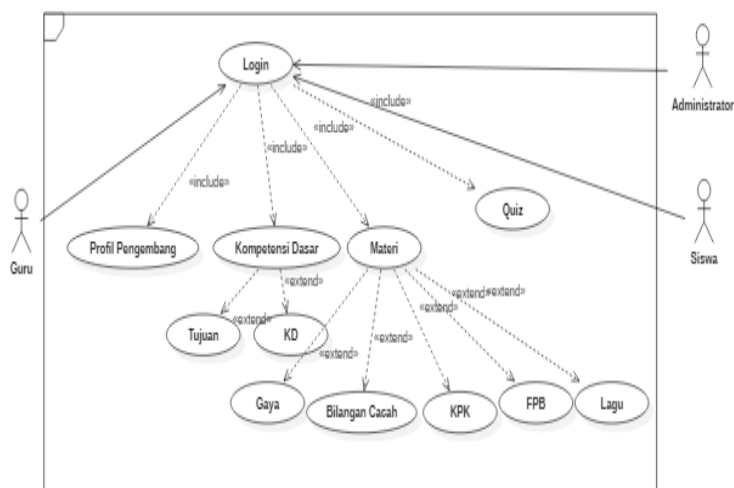 Login
Administrator
«include»
«include»
«include»
«include»
Quiz
Guru
Profil Pengembang
Kompetensi Dasar
Materi
Siswa
«extend»
«extend»
«extend»
«extend»
«extend»
Tujuan
KD
«extend»
«extend»
Gaya
Bilangan Cacah
KPK
FPB
Lagu